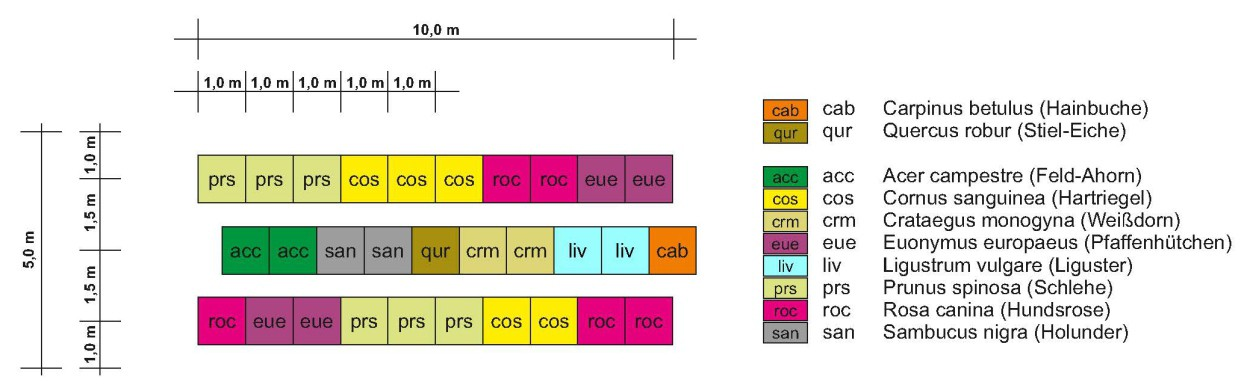 10,0 m
1,0 m 1,0 m 1,0 m 1,0 m 1,0 m
5,0 m
1,0 m
1,5 m
1,5 m
1,0 m
prs prs prs cos cos cos roc roc eue eue
acc acc san san qur crm crm liv liv cab
roc eue eue prs prs prs cos cos roc roc
cab cab Carpinus betulus (Hainbuche)
qur qur Quercus robur (Stiel-Eiche)
acc acc Acer campestre (Feld-Ahorn)
cos cos Cornus sanguinea (Hartriegel)
crm crm Crataegus monogyna (Weißdorn)
eue eue Euonymus europaeus (Pfaffenhütchen)
liv liv Ligustrum vulgare (Liguster)
prs prs Prunus spinosa (Schlehe)
roc roc Rosa canina (Hundsrose)
san san Sambucus nigra (Holunder)